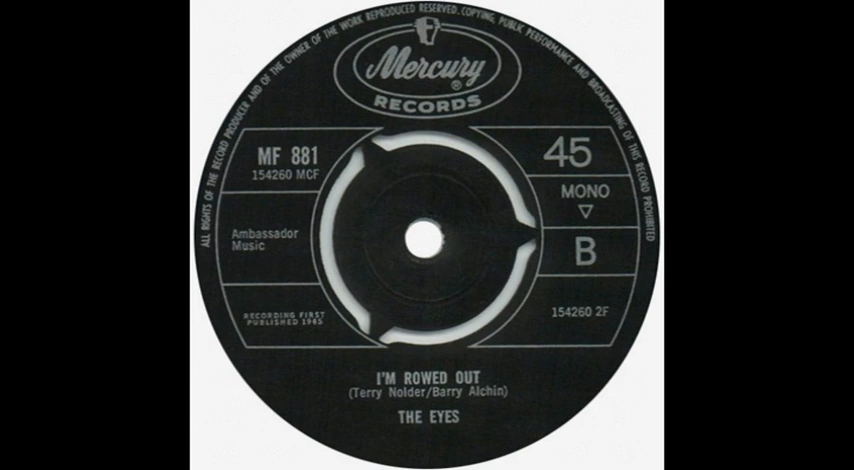 ALL RIGHTS OF THE RECORD PRODUCER AND OF THE OWNER OF THE WORK REPRODUCED RESERVED. COPYING, PUBLIC PERFORMANCE AND BROADCASTING OF THIS RECORD PROHIBITED
Mercury®
RECORDS
MF 881
154260 MCF
45
MONO
Ambassador
Music
B
RECORDING FIRST
PUBLISHED 1965
154260 2F
I'M ROWED OUT
(Terry Nolder/Barry Alchin)
THE EYES